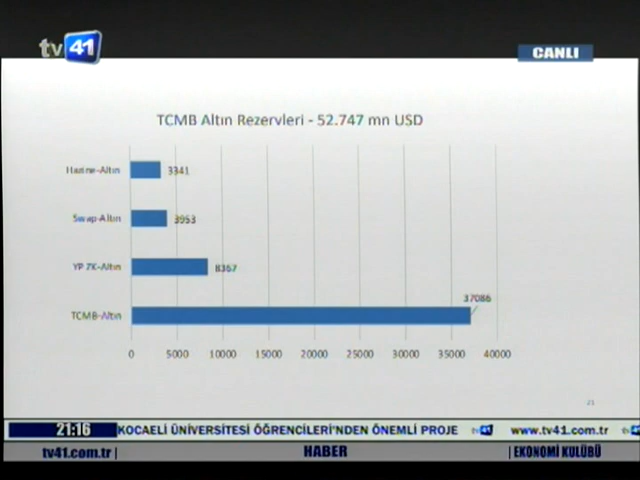 tv 41
CANLI
TCMB Altın Rezervleri - 52.747 mn USD
Hazine-Altın
3341
Swap-Altın
3953
YP ZK-Altın
8367
37086
TCMB-Altın
0 5000 10000 15000 20000 25000 30000 35000 40000
21
21:16 KOCAELİ ÜNİVERSİTESİ ÖĞRENCİLERİ'NDEN ÖNEMLİ PROJE tv41 www.tv41.com.tr
tv41.com.tr | HABER | EKONOMİ KULÜBÜ